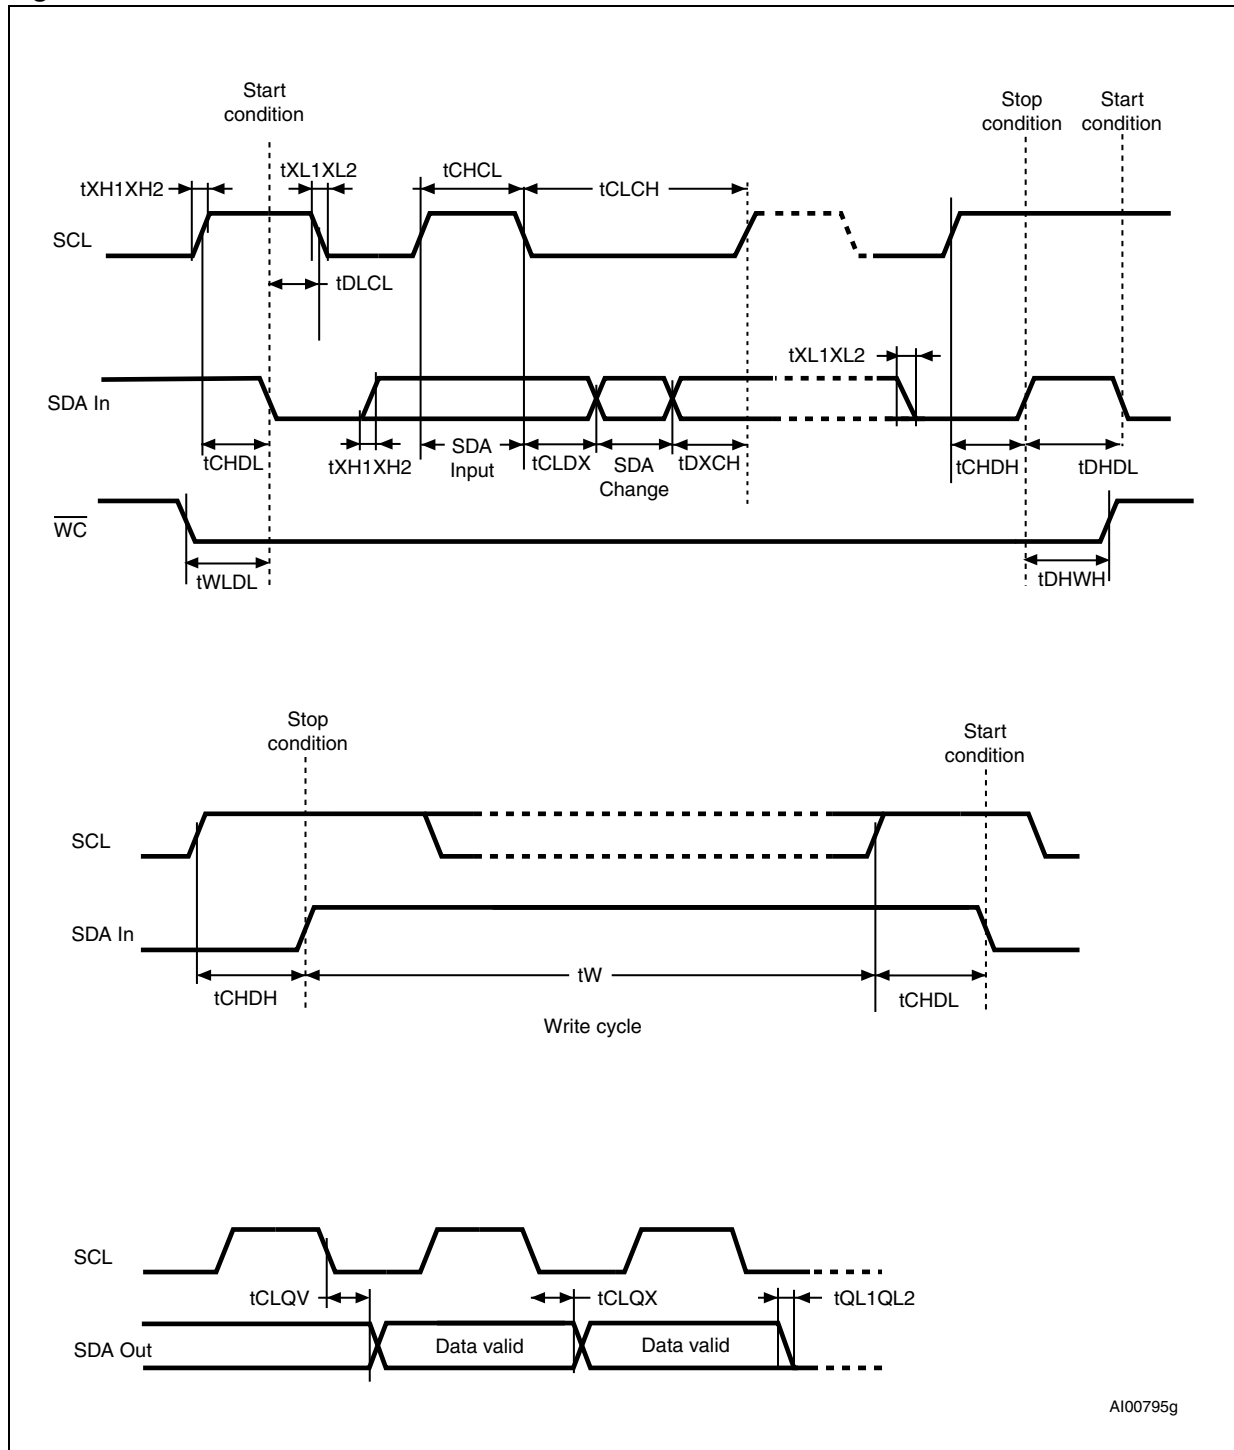 Start
condition
Stop
condition
Start
condition
tXH1XH2
tXL1XL2
tCHCL
tCLCH
SCL
tDLCL
tXL1XL2
SDA In
tCHDL
tXH1XH2
SDA
Input
tCLDX
SDA
Change
tDXCH
tCHDH
tDHDL
WC
tWLDL
tDHWH
Stop
condition
Start
condition
SCL
SDA In
tCHDH
tW
tCHDL
Write cycle
SCL
tCLQV
tCLQX
tQL1QL2
SDA Out
Data valid
Data valid
AI00795g